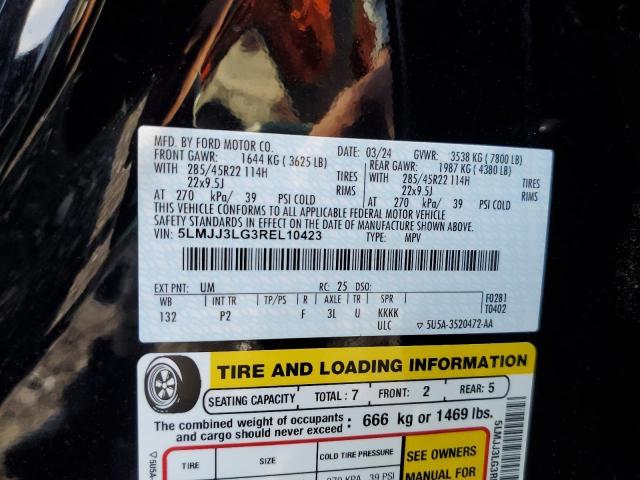 MFD. BY FORD MOTOR CO.
DATE: 03/24 GVWR: 3538 KG ( 7800 LB)
FRONT GAWR: 1644 KG ( 3625 LB) REAR GAWR: 1987 KG ( 4380 LB)
WITH 285/45R22 114H TIRES WITH 285/45R22 114H TIRES
22x9.5J RIMS 22x9.5J RIMS
AT 270 kPa/ 39 PSI COLD AT 270 kPa/ 39 PSI COLD
THIS VEHICLE CONFORMS TO ALL APPLICABLE FEDERAL MOTOR VEHICLE
SAFETY STANDARDS IN EFFECT ON THE DATE OF MANUFACTURE SHOWN ABOVE.
VIN: 5LMJJ3LG3REL10423 TYPE: MPV
EXT PNT: UM RC: 25 DSO:
WB INT TR TP/PS R AXLE TR SPR F0281
132 P2 F 3L U KKKK T0402
ULC ▽ 5U5A-3520472-AA
TIRE AND LOADING INFORMATION
SEATING CAPACITY TOTAL : 7 FRONT: 2 REAR: 5
The combined weight of occupants and cargo should never exceed : 666 kg or 1469 lbs.
TIRE SIZE COLD TIRE PRESSURE
SEE OWNERS
MANUAL FOR
270 KPA, 39 PSI
5LMJJ3LG3R
▽5U5A-